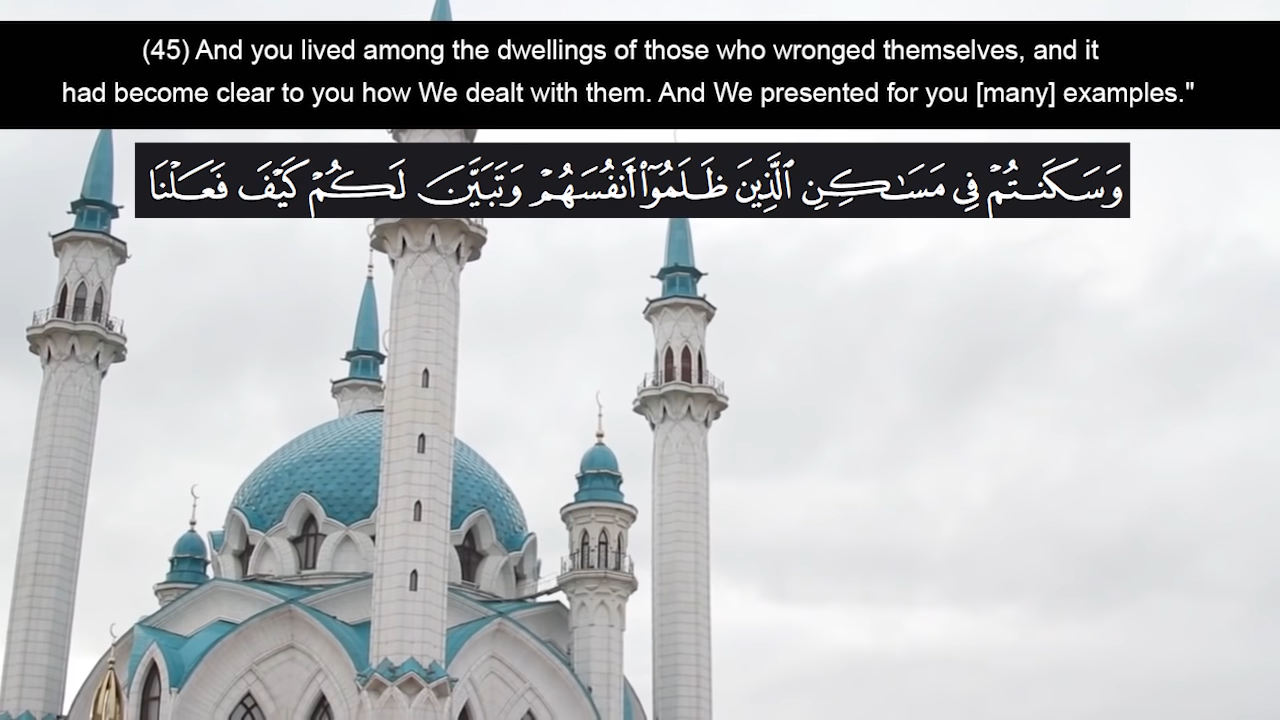 (45) And you lived among the dwellings of those who wronged themselves, and it
had become clear to you how We dealt with them. And We presented for you [many] examples."
وَسَكَنتُمْ فِي مَسَٰكِنِ ٱلَّذِينَ ظَلَمُوٓا۟ أَنفُسَهُمْ وَتَبَيَّنَ لَكُمْ كَيْفَ فَعَلْنَا